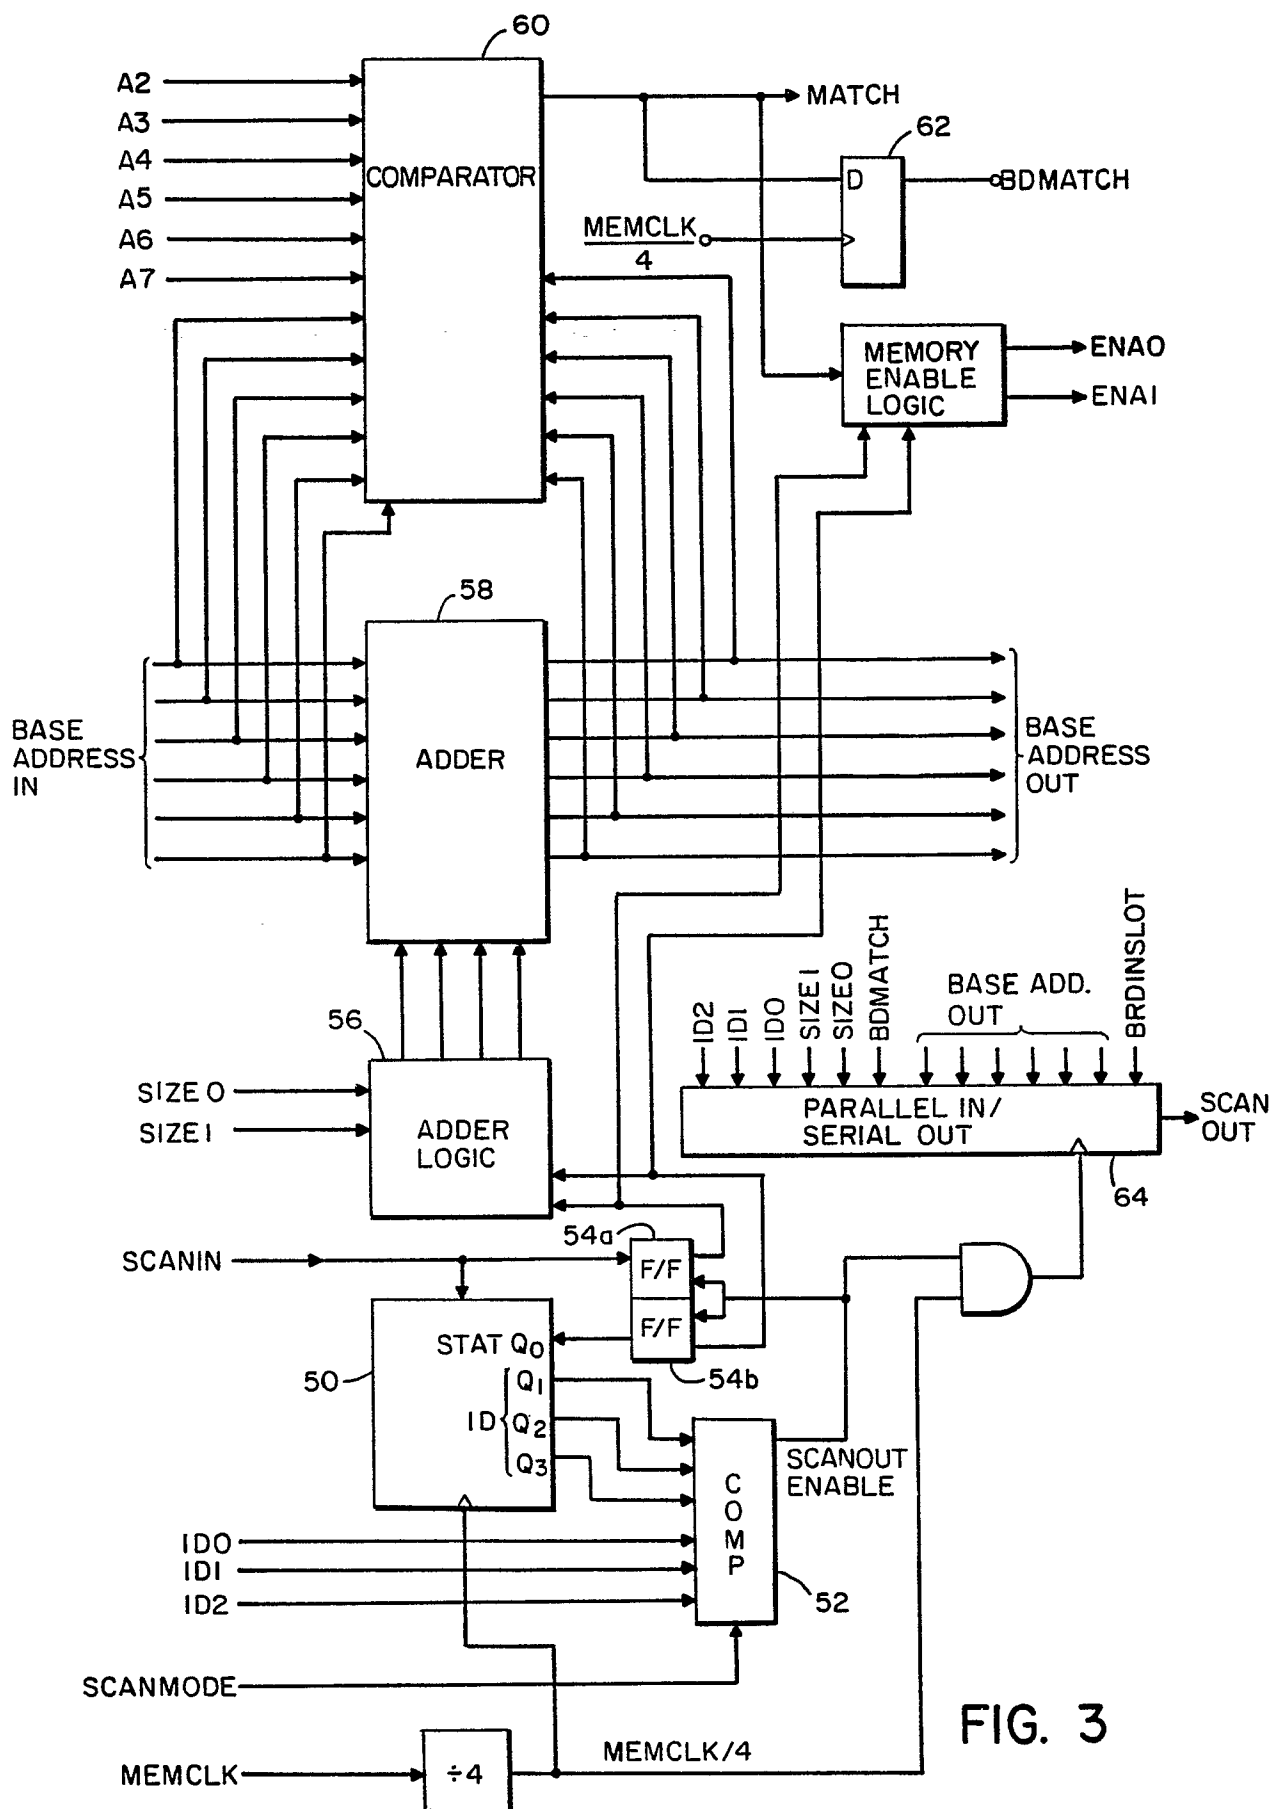 60
A2
A3
A4
A5
A6
A7
COMPARATOR
MATCH
62
D
BDMATCH
MEMCLK
4
MEMORY
ENABLE
LOGIC
ENA0
ENA1
58
BASE
ADDRESS
IN
ADDER
BASE
ADDRESS
OUT
56
SIZE 0
SIZE 1
ADDER
LOGIC
ID2
ID1
ID0
SIZE 1
SIZE0
BDMATCH
BASE ADD.
OUT
BRDINSLOT
PARALLEL IN/
SERIAL OUT
SCAN
OUT
64
54a
SCANIN
F/F
F/F
54b
STAT Q0
50
ID
Q1
Q2
Q3
SCANOUT
ENABLE
COMP
52
ID0
ID1
ID2
SCANMODE
FIG. 3
MEMCLK
÷4
MEMCLK/4